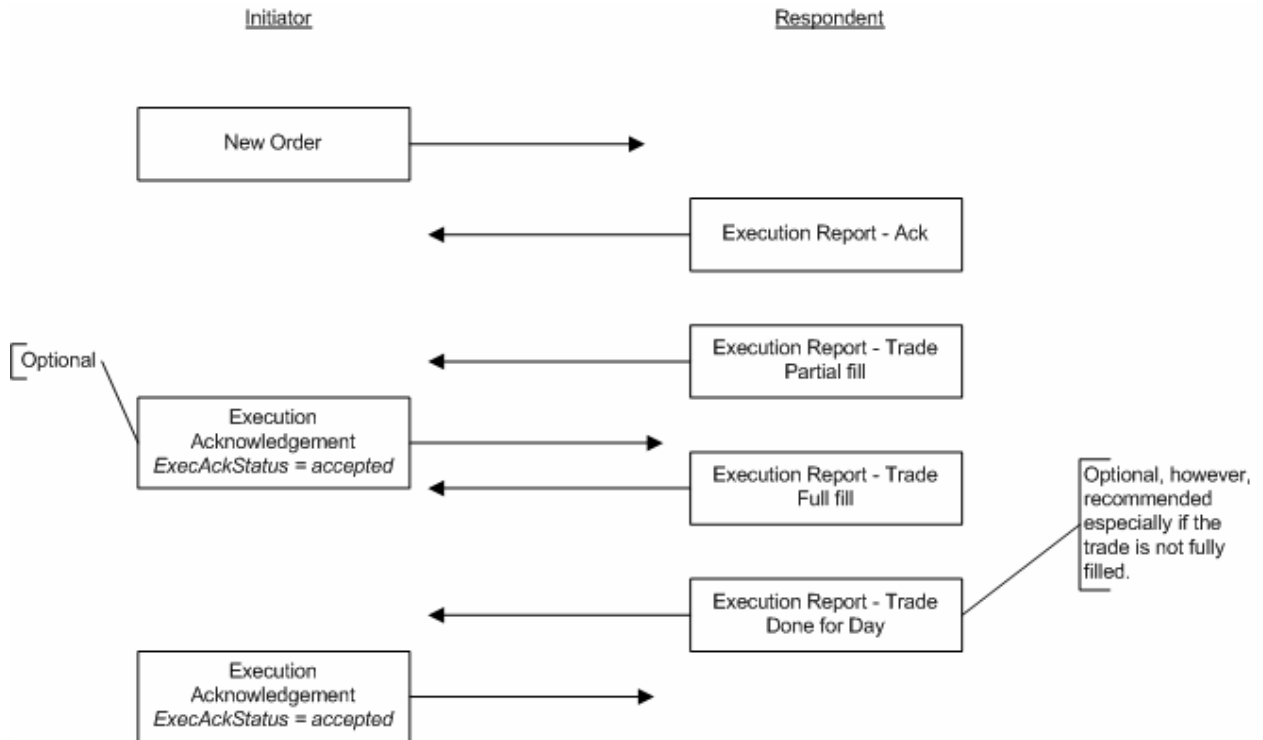 Initiator
Respondent
New Order
Execution Report - Ack
Execution Report - Trade
Partial fill
Optional
Execution
Acknowledgement
ExecAckStatus = accepted
Execution Report - Trade
Full fill
Optional, however,
recommended
especially if the
trade is not fully
filled.
Execution Report - Trade
Done for Day
Execution
Acknowledgement
ExecAckStatus = accepted